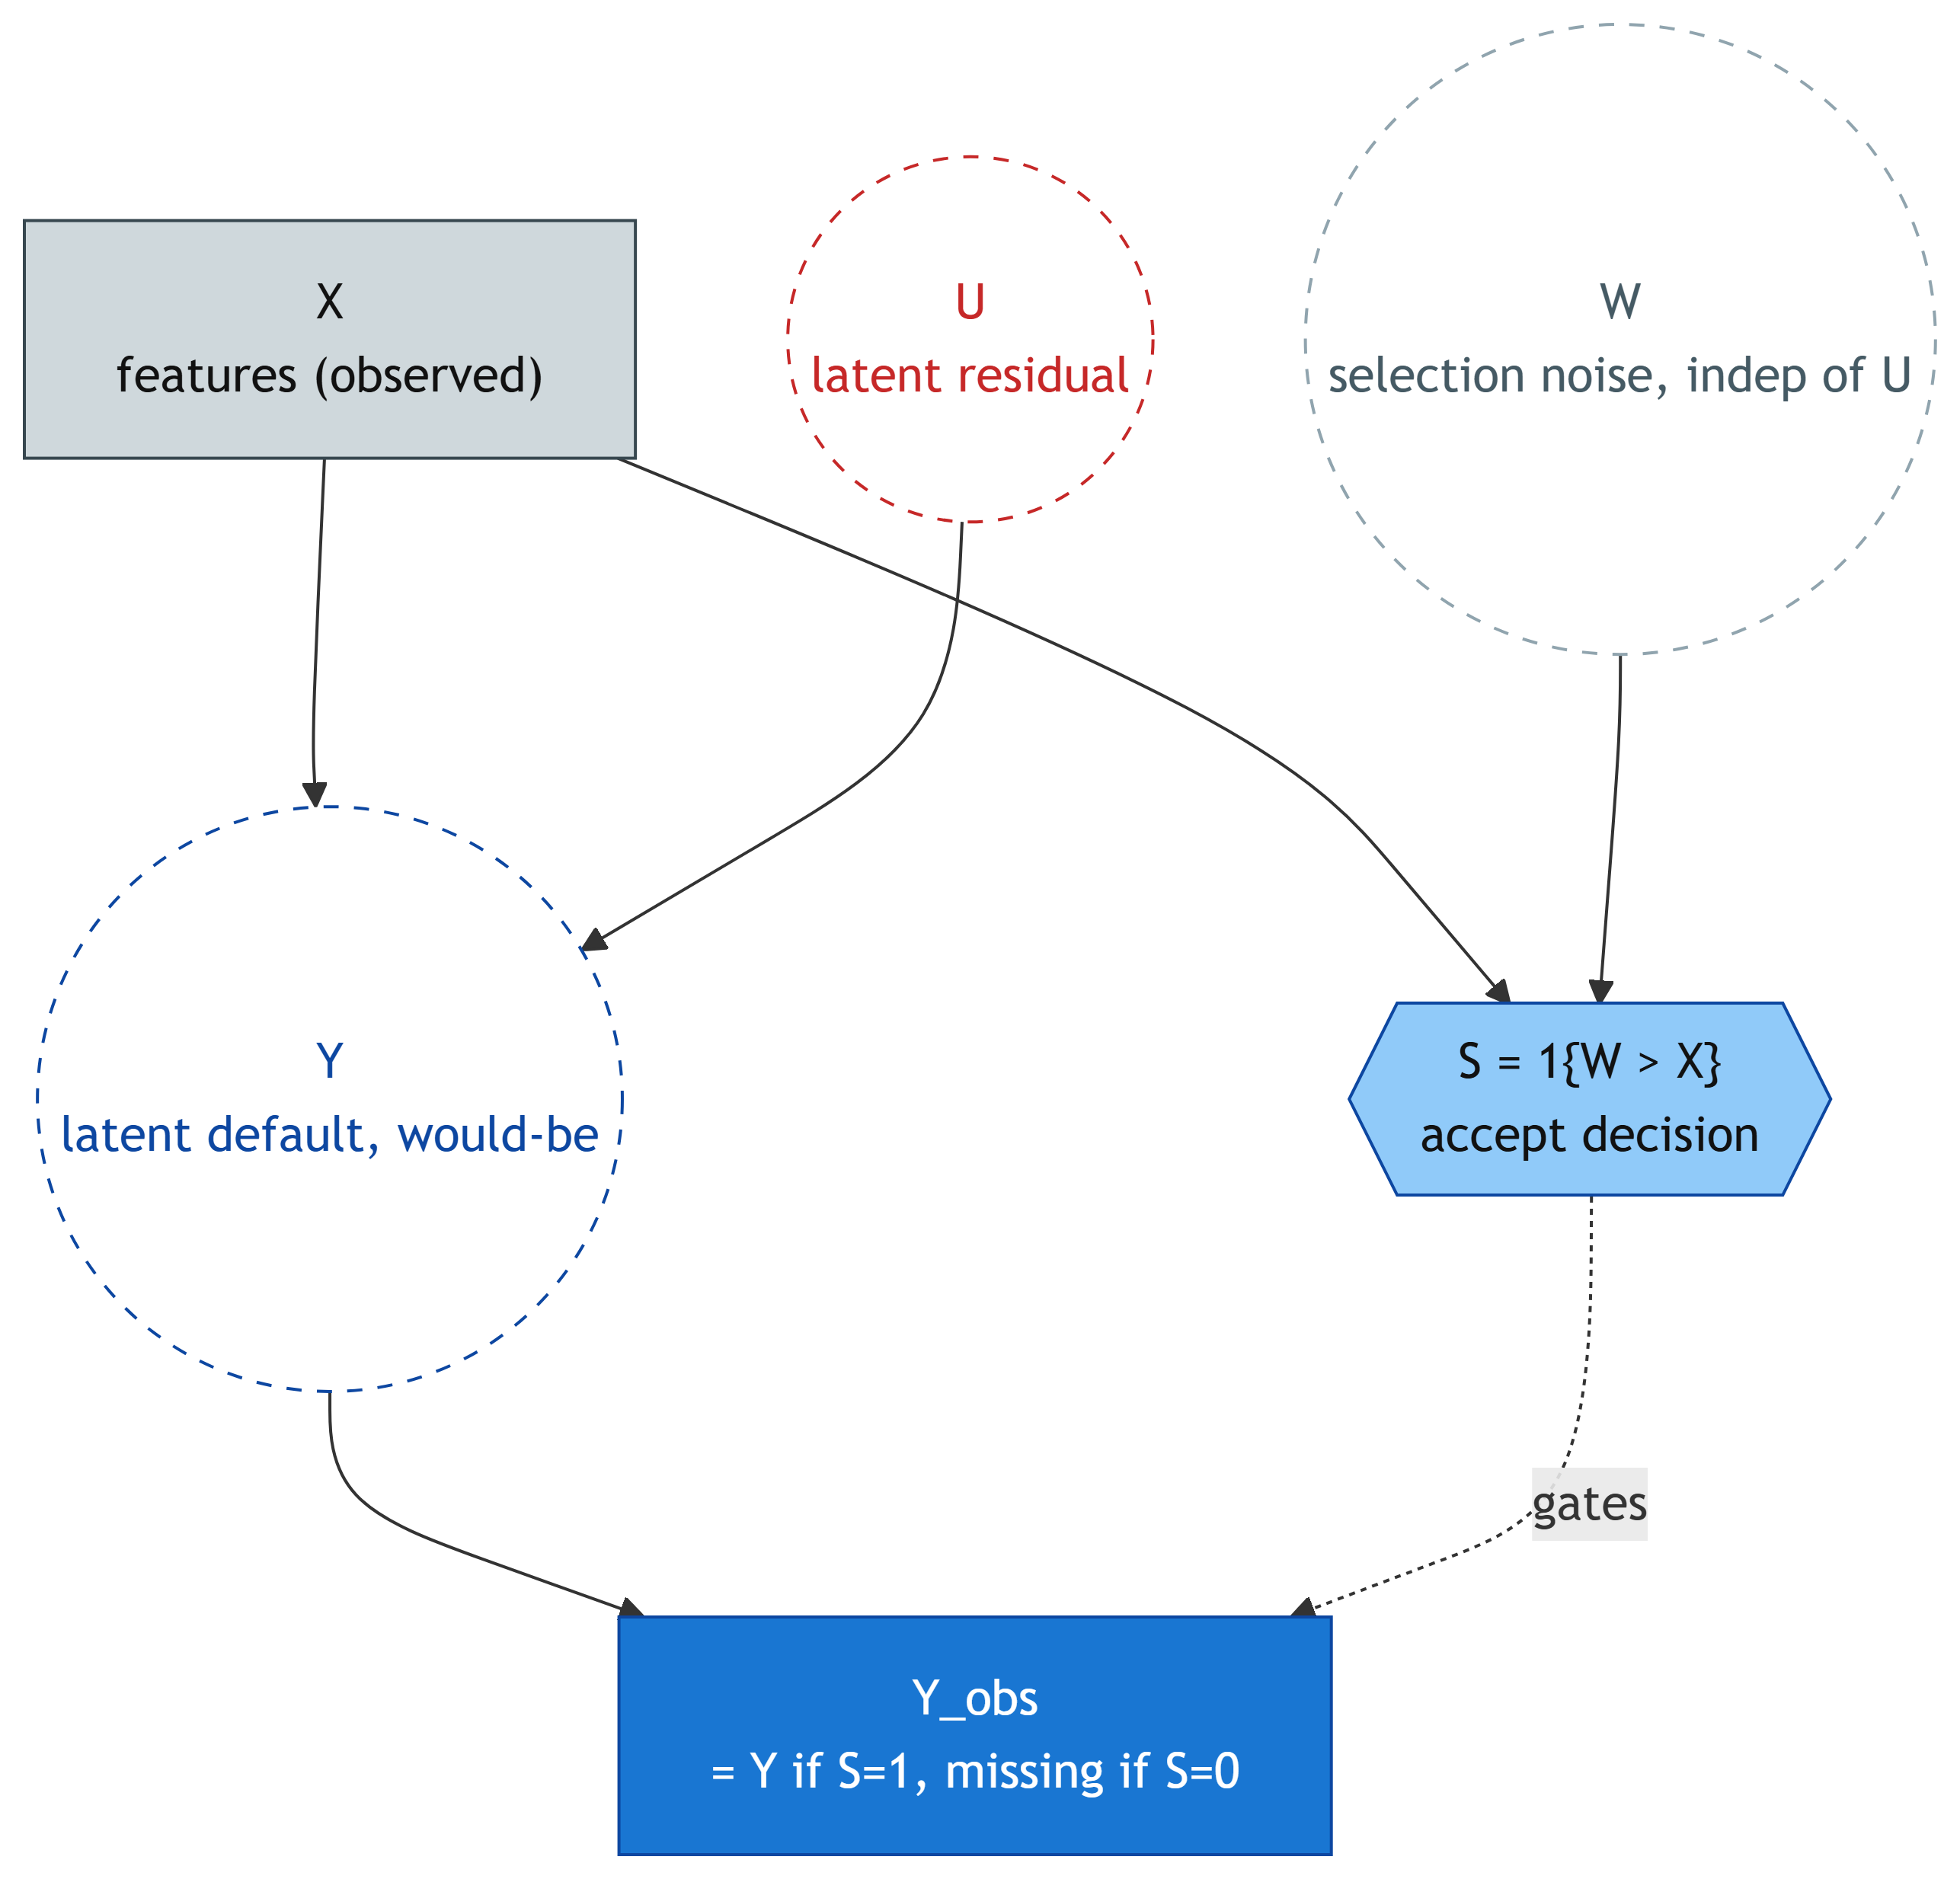 X
features (observed)
U
latent residual
W
selection noise, indep of U
Y
latent default, would-be
S = 1{W > X}
accept decision
gates
Y_obs
= Y if S=1, missing if S=0